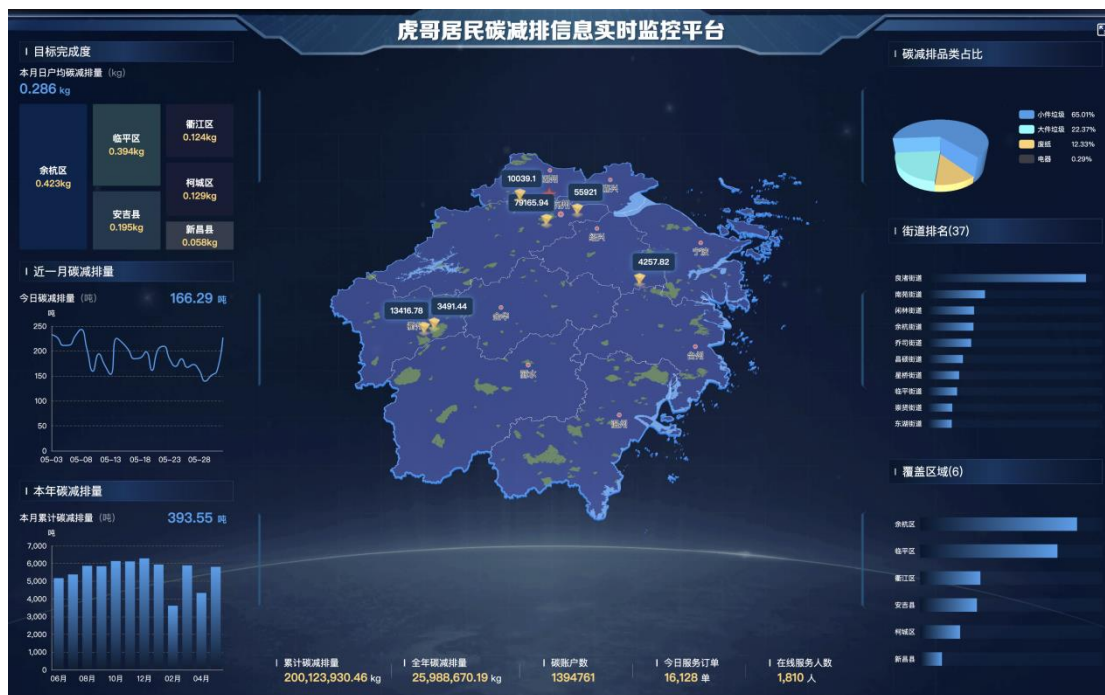 虎哥居民碳减排信息实时监控平台
目标完成度
本月日户均碳减排量 (kg)
0.286 kg
余杭区
0.423kg
临平区
0.394kg
安吉县
0.195kg
衢江区
0.124kg
柯城区
0.129kg
新昌县
0.058kg
近一月碳减排量
今日碳减排量 (吨) 166.29 吨
吨
250
200
150
100
50
0
05-03 05-08 05-13 05-18 05-23 05-28
本年碳减排量
本月累计碳减排量 (吨) 393.55 吨
吨
7,000
6,000
5,000
4,000
3,000
2,000
1,000
0
06月 08月 10月 12月 02月 04月
10039.1
79165.94
55921
4257.82
13416.78
3491.44
宁波
金华
台州
丽水
累计碳减排量
200,123,930.46 kg
全年碳减排量
25,988,670.19 kg
碳账户数
1394761
今日服务订单
16,128 单
在线服务人数
1,810 人
碳减排品类占比
小件垃圾 65.01%
大件垃圾 22.37%
废纸 12.33%
电器 0.29%
街道排名(37)
良渚街道
南苑街道
闲林街道
余杭街道
乔司街道
昌硕街道
星桥街道
临平街道
崇贤街道
东湖街道
覆盖区域(6)
余杭区
临平区
衢江区
安吉县
柯城区
新昌县